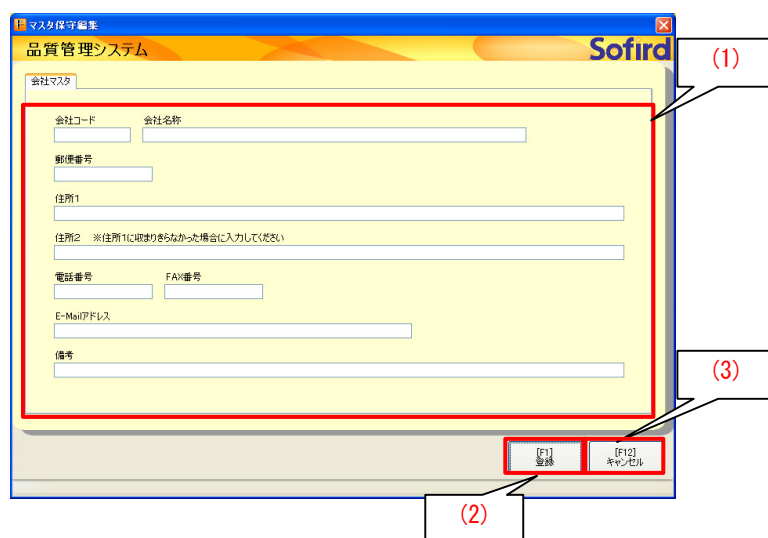 マスタ保守編集
品質管理システム
Sofird
(1)
会社マスタ
会社コード 会社名称
郵便番号
住所1
住所2 ※住所1に収まりきらなかった場合に入力してください
電話番号 FAX番号
E-Mailアドレス
備考
(3)
[F1]
登録
[F12]
キャンセル
(2)